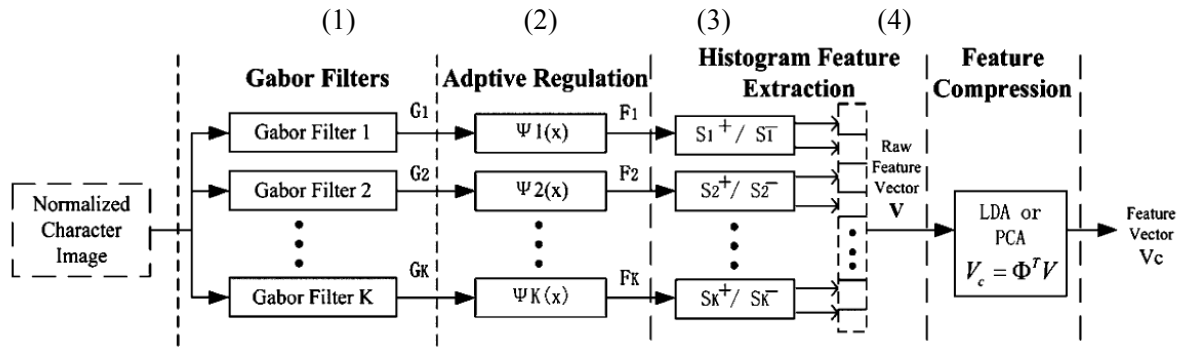 (1) (2) (3) (4)
Gabor Filters
Adptive Regulation
Histogram Feature
Extraction
Feature
Compression
Normalized
Character
Image
Gabor Filter 1
G1
Ψ1(x)
F1
S1+/ S1−
Gabor Filter 2
G2
Ψ2(x)
F2
S2+/ S2−
Gabor Filter K
GK
ΨK(x)
FK
SK+/ SK−
Raw
Feature
Vector
V
LDA or
PCA
Vc = ΦᵀV
Feature
Vector
Vc